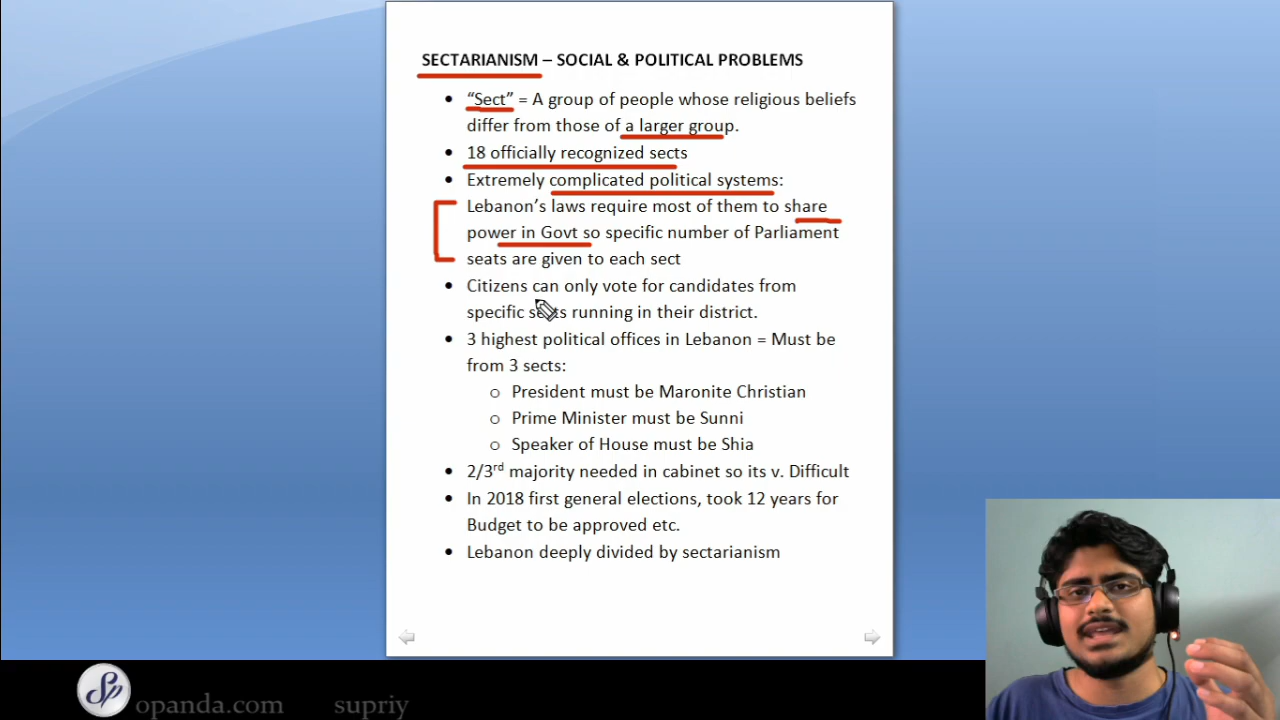 SECTARIANISM – SOCIAL & POLITICAL PROBLEMS
• “Sect” = A group of people whose religious beliefs
differ from those of a larger group.
• 18 officially recognized sects
• Extremely complicated political systems:
Lebanon’s laws require most of them to share
power in Govt so specific number of Parliament
seats are given to each sect
• Citizens can only vote for candidates from
specific sects running in their district.
• 3 highest political offices in Lebanon = Must be
from 3 sects:
o President must be Maronite Christian
o Prime Minister must be Sunni
o Speaker of House must be Shia
• 2/3rd majority needed in cabinet so its v. Difficult
• In 2018 first general elections, took 12 years for
Budget to be approved etc.
• Lebanon deeply divided by sectarianism
opanda.com supriy